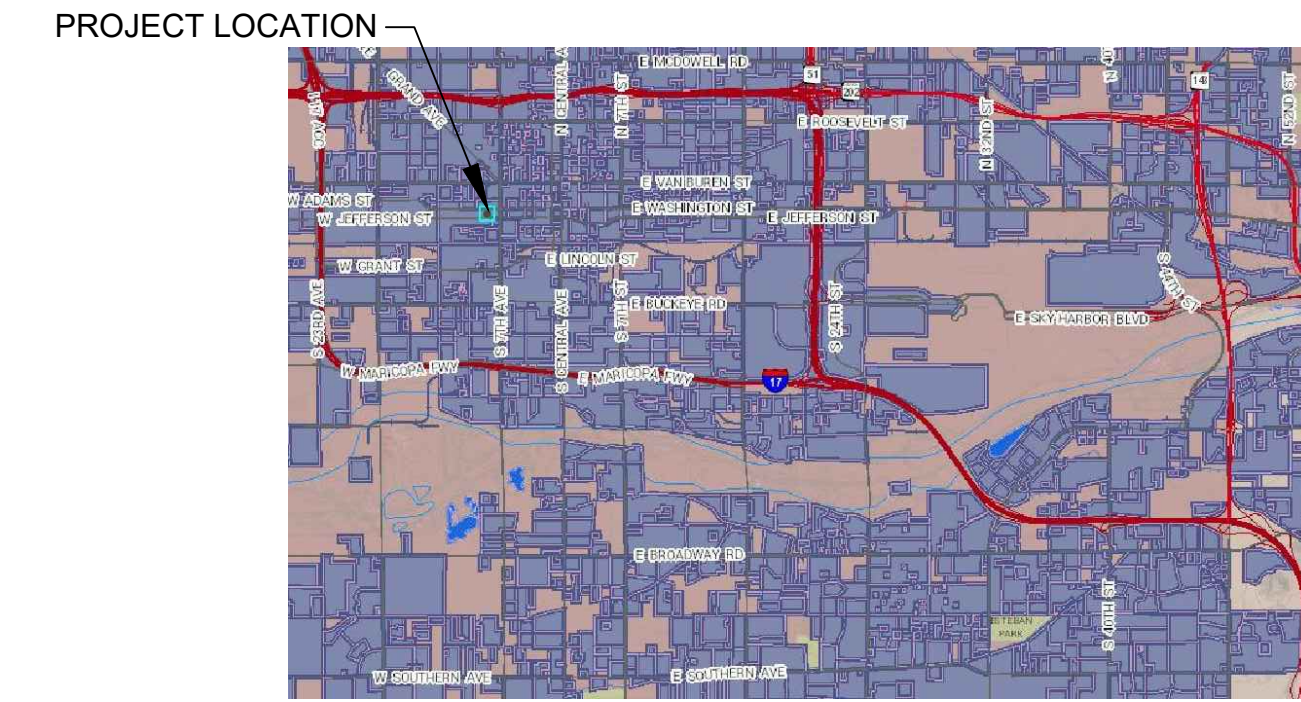 PROJECT LOCATION
E MCDOWELL RD
GRAND AVE
N 7TH ST
51
202
143
N 52ND ST
E ROOSEVELT ST
N 32ND ST
E VAN BUREN ST
W ADAMS ST
W JEFFERSON ST
E WASHINGTON ST
E JEFFERSON ST
W GRANT ST
E LINCOLN ST
S 23RD AVE
S 7TH AVE
S CENTRAL AVE
S 7TH ST
E BUCKEYE RD
S 24TH ST
S 44TH ST
E SKY HARBOR BLVD
W MARICOPA FWY
E MARICOPA FWY
17
E BROADWAY RD
S 40TH ST
PARK
W SOUTHERN AVE
E SOUTHERN AVE